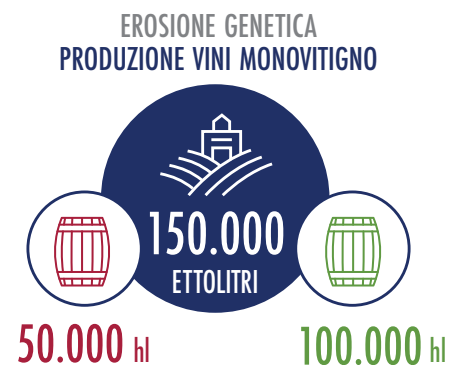 EROSIONE GENETICA
PRODUZIONE VINI MONOVITIGNO
150.000
ETTOLITRI
50.000 hl
100.000 hl